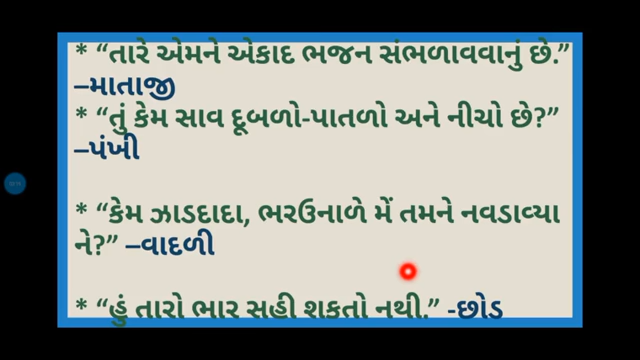 * “તારે એમને એકાદ ભજન સંભળાવવાનું છે.”
–માતાજી
* “તું કેમ સાવ દૂબળો-પાતળો અને નીચો છે?”
–પંખી
* “કેમ ઝાડદાદા, ભરઉનાળે મેં તમને નવડાવ્યા
ને?” –વાદળી
* “હું તારો ભાર સહી શકતો નથી.” -છોડ